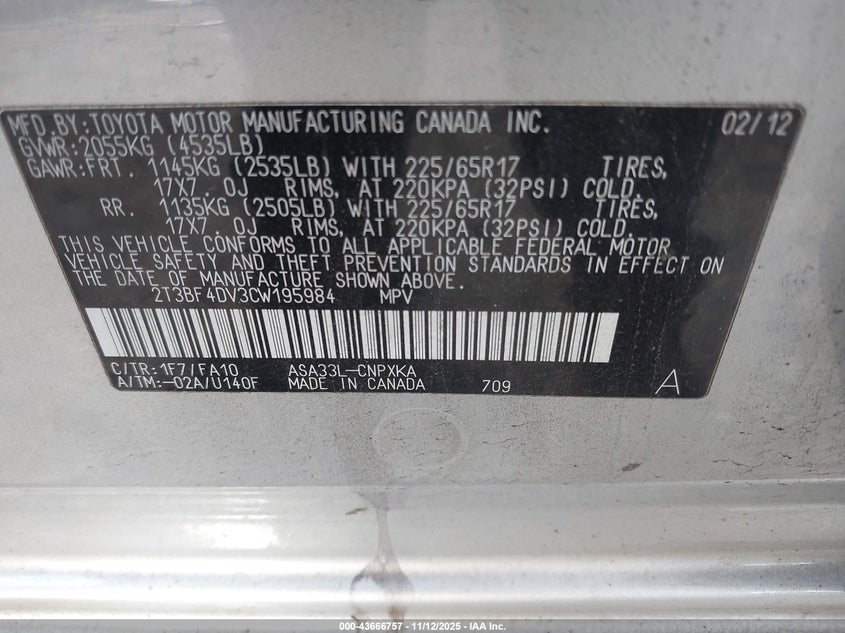 MFD.BY:TOYOTA MOTOR MANUFACTURING CANADA INC. 02/12
GVWR:2055KG (4535LB)
GAWR:FRT. 1145KG (2535LB) WITH 225/65R17 TIRES,
17X7.0J RIMS, AT 220KPA (32PSI) COLD.
RR. 1135KG (2505LB) WITH 225/65R17 TIRES,
17X7.0J RIMS, AT 220KPA (32PSI) COLD.
THIS VEHICLE CONFORMS TO ALL APPLICABLE FEDERAL MOTOR
VEHICLE SAFETY AND THEFT PREVENTION STANDARDS IN EFFECT ON
THE DATE OF MANUFACTURE SHOWN ABOVE.
2T3BF4DV3CW195984 MPV
C/TR:1F7/FA10 ASA33L-CNPXKA
A/TM:-02A/U140F MADE IN CANADA 709 A
000-43666757 - 11/12/2025 - IAA Inc.